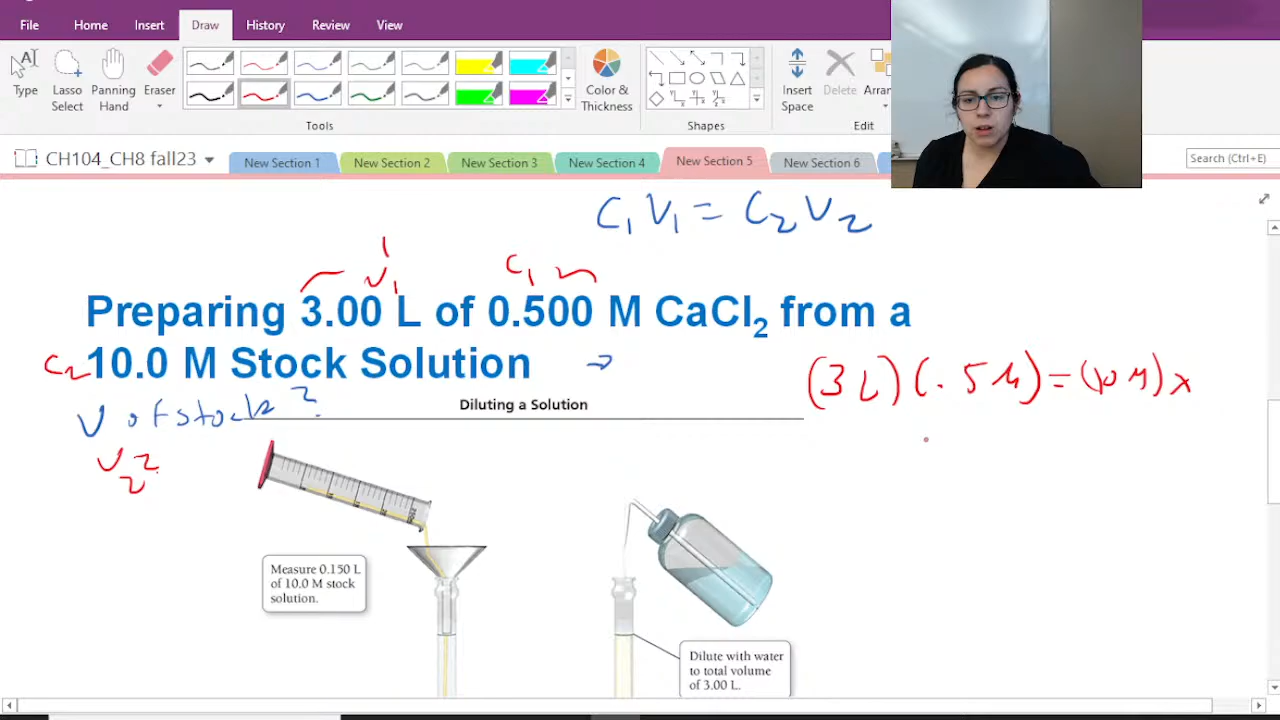 File Home Insert Draw History Review View
Type
Lasso Select
Panning Hand
Eraser
Color & Thickness
Insert Space
Delete
Arran
Tools
Shapes
Edit
CH104_CH8 fall23
New Section 1 New Section 2 New Section 3 New Section 4 New Section 5 New Section 6
Search (Ctrl+E)
C₁V₁ = C₂V₂
V₁ C₁
Preparing 3.00 L of 0.500 M CaCl₂ from a
C₂ 10.0 M Stock Solution →
(3 L) (.5 M) = (10 M) x
V of stock?
Diluting a Solution
V₂?
Measure 0.150 L
of 10.0 M stock
solution.
Dilute with water
to total volume
of 3.00 L.